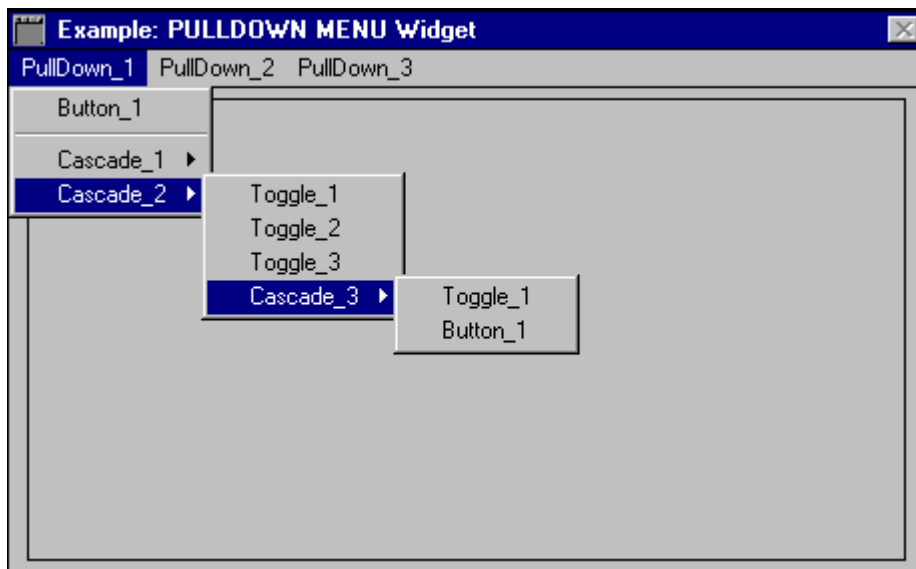 Example: PULLDOWN MENU Widget
PullDown_1 PullDown_2 PullDown_3
Button_1
Cascade_1
Cascade_2
Toggle_1
Toggle_2
Toggle_3
Cascade_3
Toggle_1
Button_1